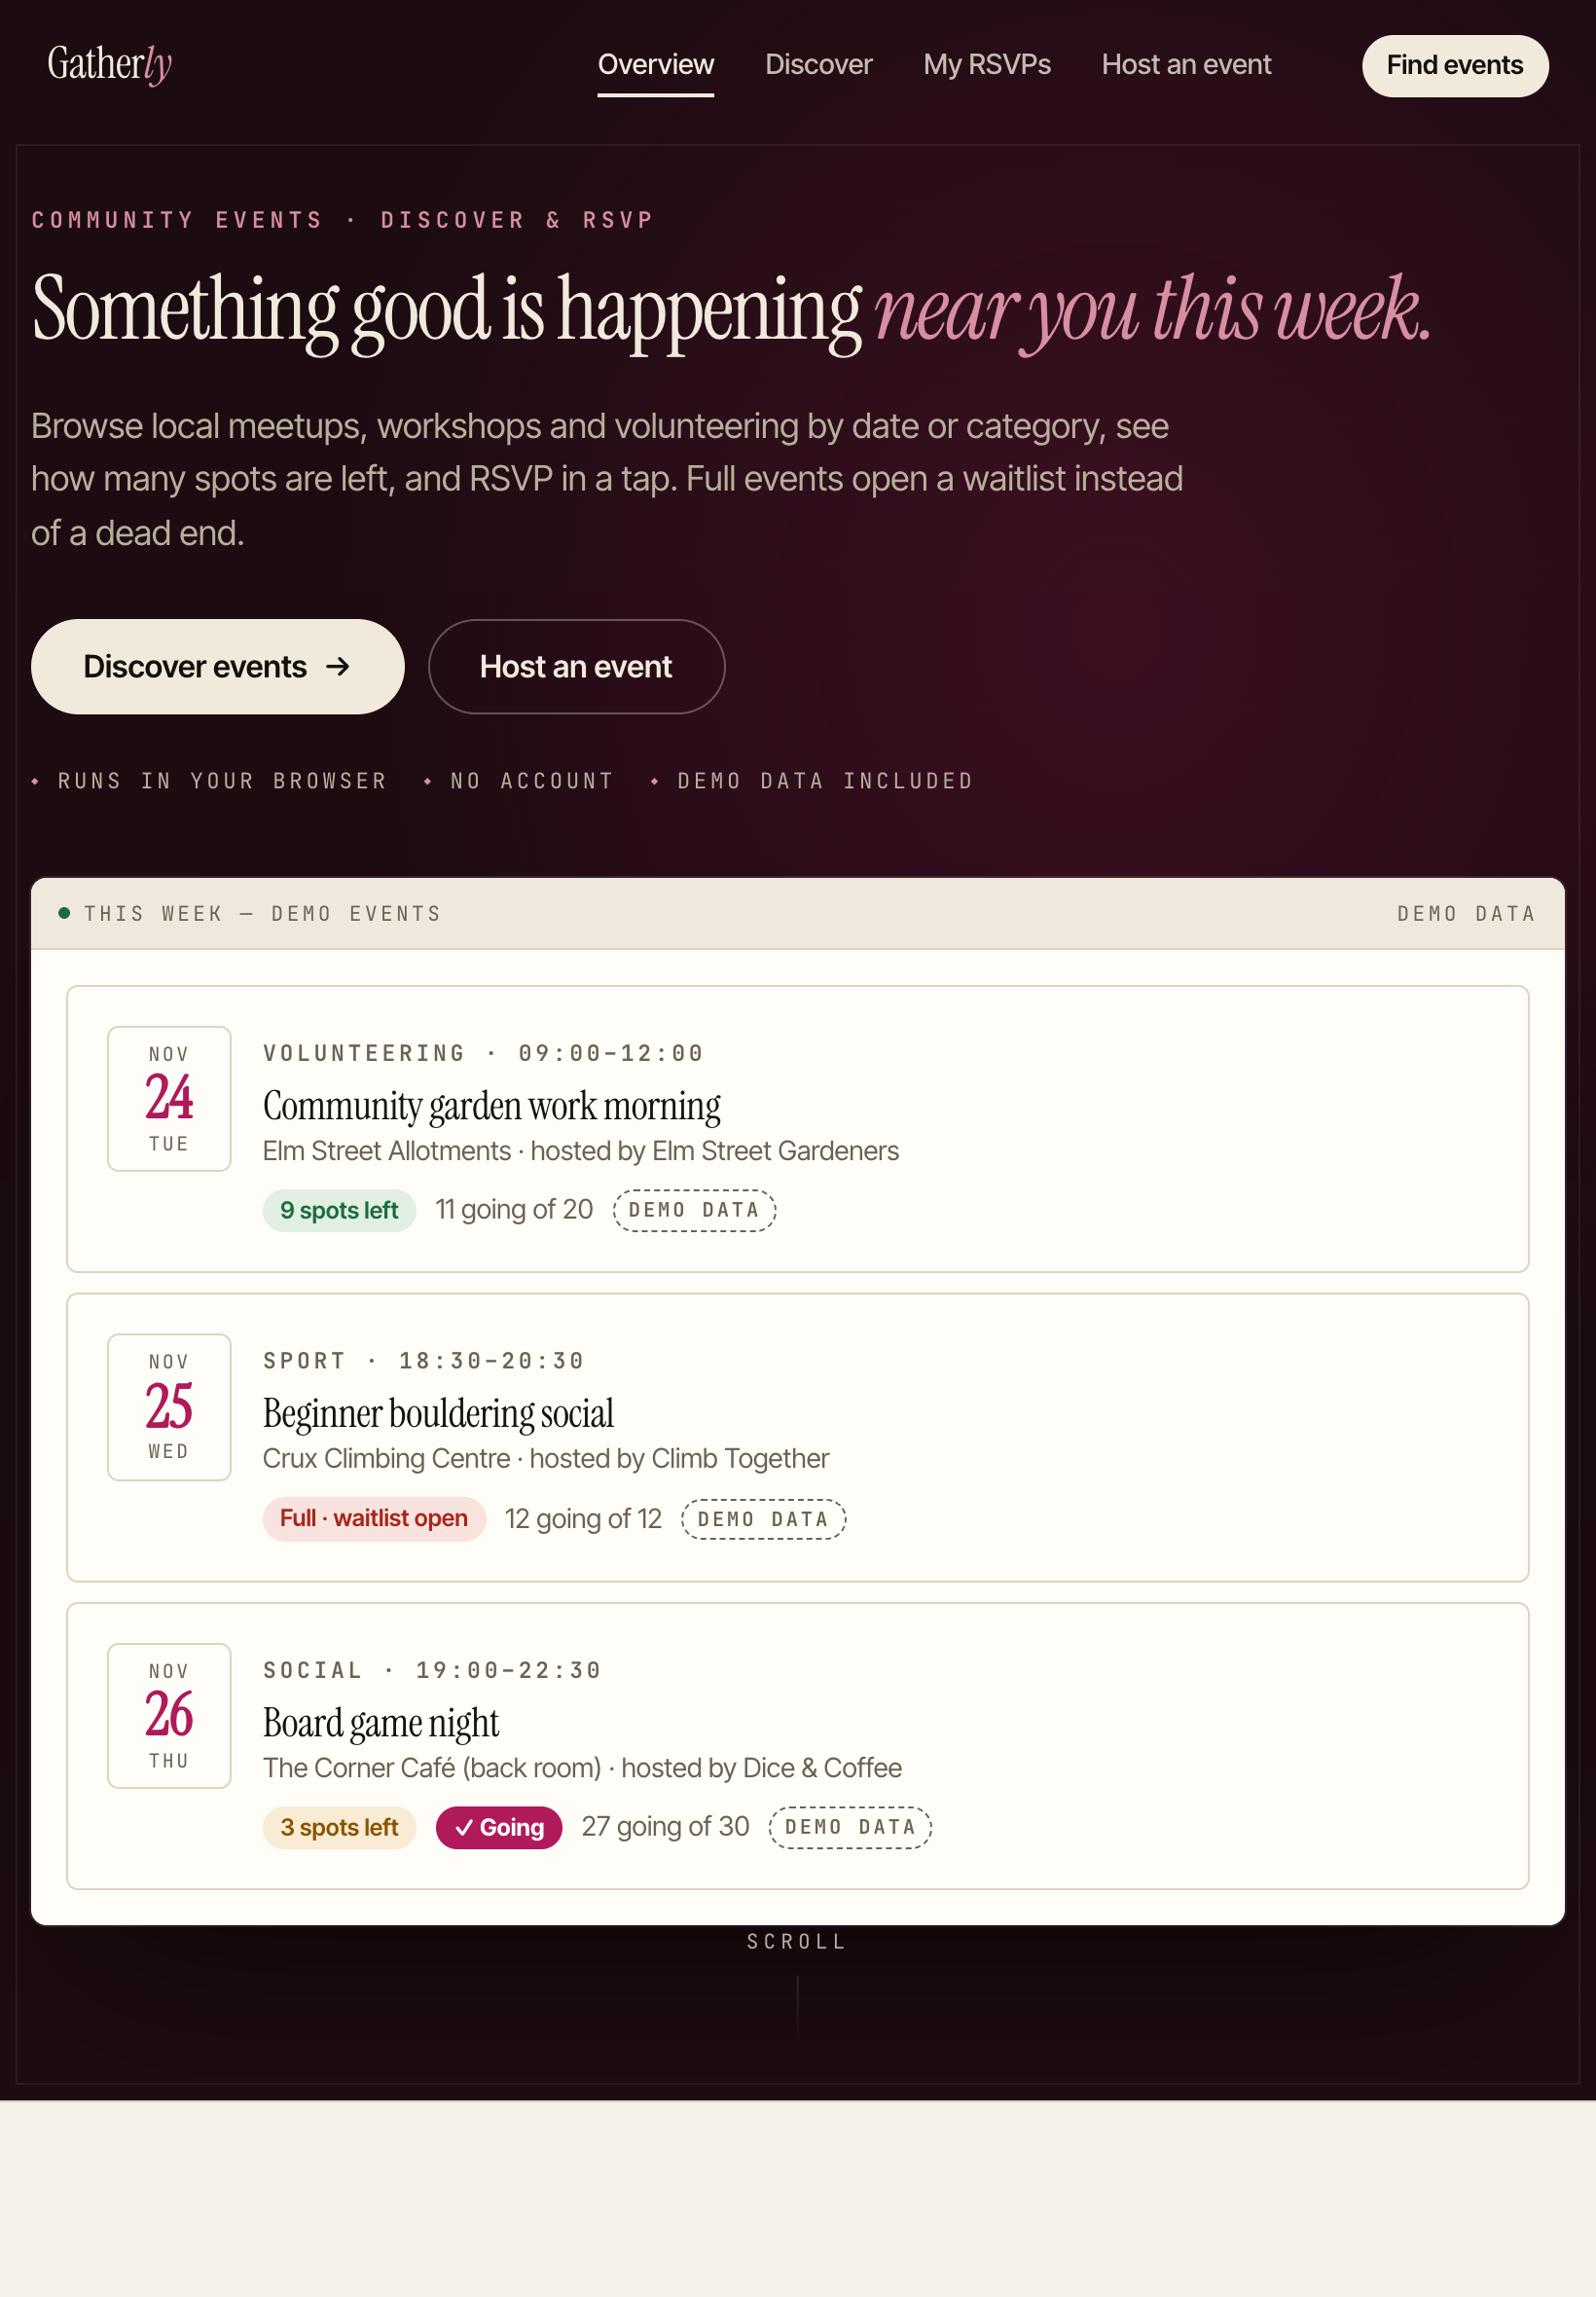 Gatherly
Overview
Discover
My RSVPs
Host an event
Find events
COMMUNITY EVENTS · DISCOVER & RSVP
Something good is happening near you this week.
Browse local meetups, workshops and volunteering by date or category, see
how many spots are left, and RSVP in a tap. Full events open a waitlist instead
of a dead end.
Discover events →
Host an event
RUNS IN YOUR BROWSER
NO ACCOUNT
DEMO DATA INCLUDED
THIS WEEK — DEMO EVENTS
DEMO DATA
NOV
24
TUE
VOLUNTEERING · 09:00–12:00
Community garden work morning
Elm Street Allotments · hosted by Elm Street Gardeners
9 spots left
11 going of 20
DEMO DATA
NOV
25
WED
SPORT · 18:30–20:30
Beginner bouldering social
Crux Climbing Centre · hosted by Climb Together
Full · waitlist open
12 going of 12
DEMO DATA
NOV
26
THU
SOCIAL · 19:00–22:30
Board game night
The Corner Café (back room) · hosted by Dice & Coffee
3 spots left
✓ Going
27 going of 30
DEMO DATA
SCROLL